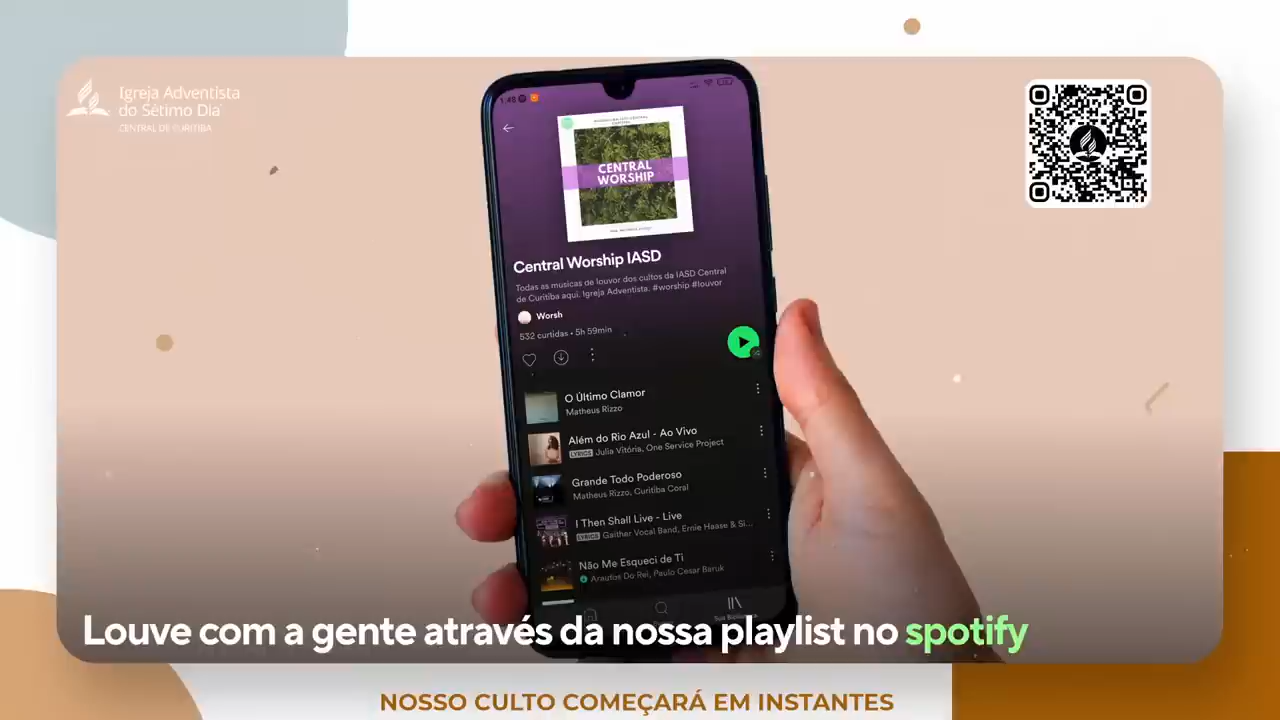 Igreja Adventista
do Sétimo Dia
CENTRAL DE CURITIBA
1:48
CENTRAL
WORSHIP
Central Worship IASD
Todas as musicas de louvor dos cultos da IASD Central
de Curitiba aqui. Igreja Adventista. #worship #louvor
Worsh
532 curtidas • 5h 59min
O Último Clamor
Matheus Rizzo
Além do Rio Azul - Ao Vivo
LYRICS Julia Vitória, One Service Project
Grande Todo Poderoso
Matheus Rizzo, Curitiba Coral
I Then Shall Live - Live
LYRICS Gaither Vocal Band, Ernie Haase & Si...
Não Me Esqueci de Ti
Arautos Do Rei, Paulo Cesar Baruk
Louve com a gente através da nossa playlist no spotify
NOSSO CULTO COMEÇARÁ EM INSTANTES